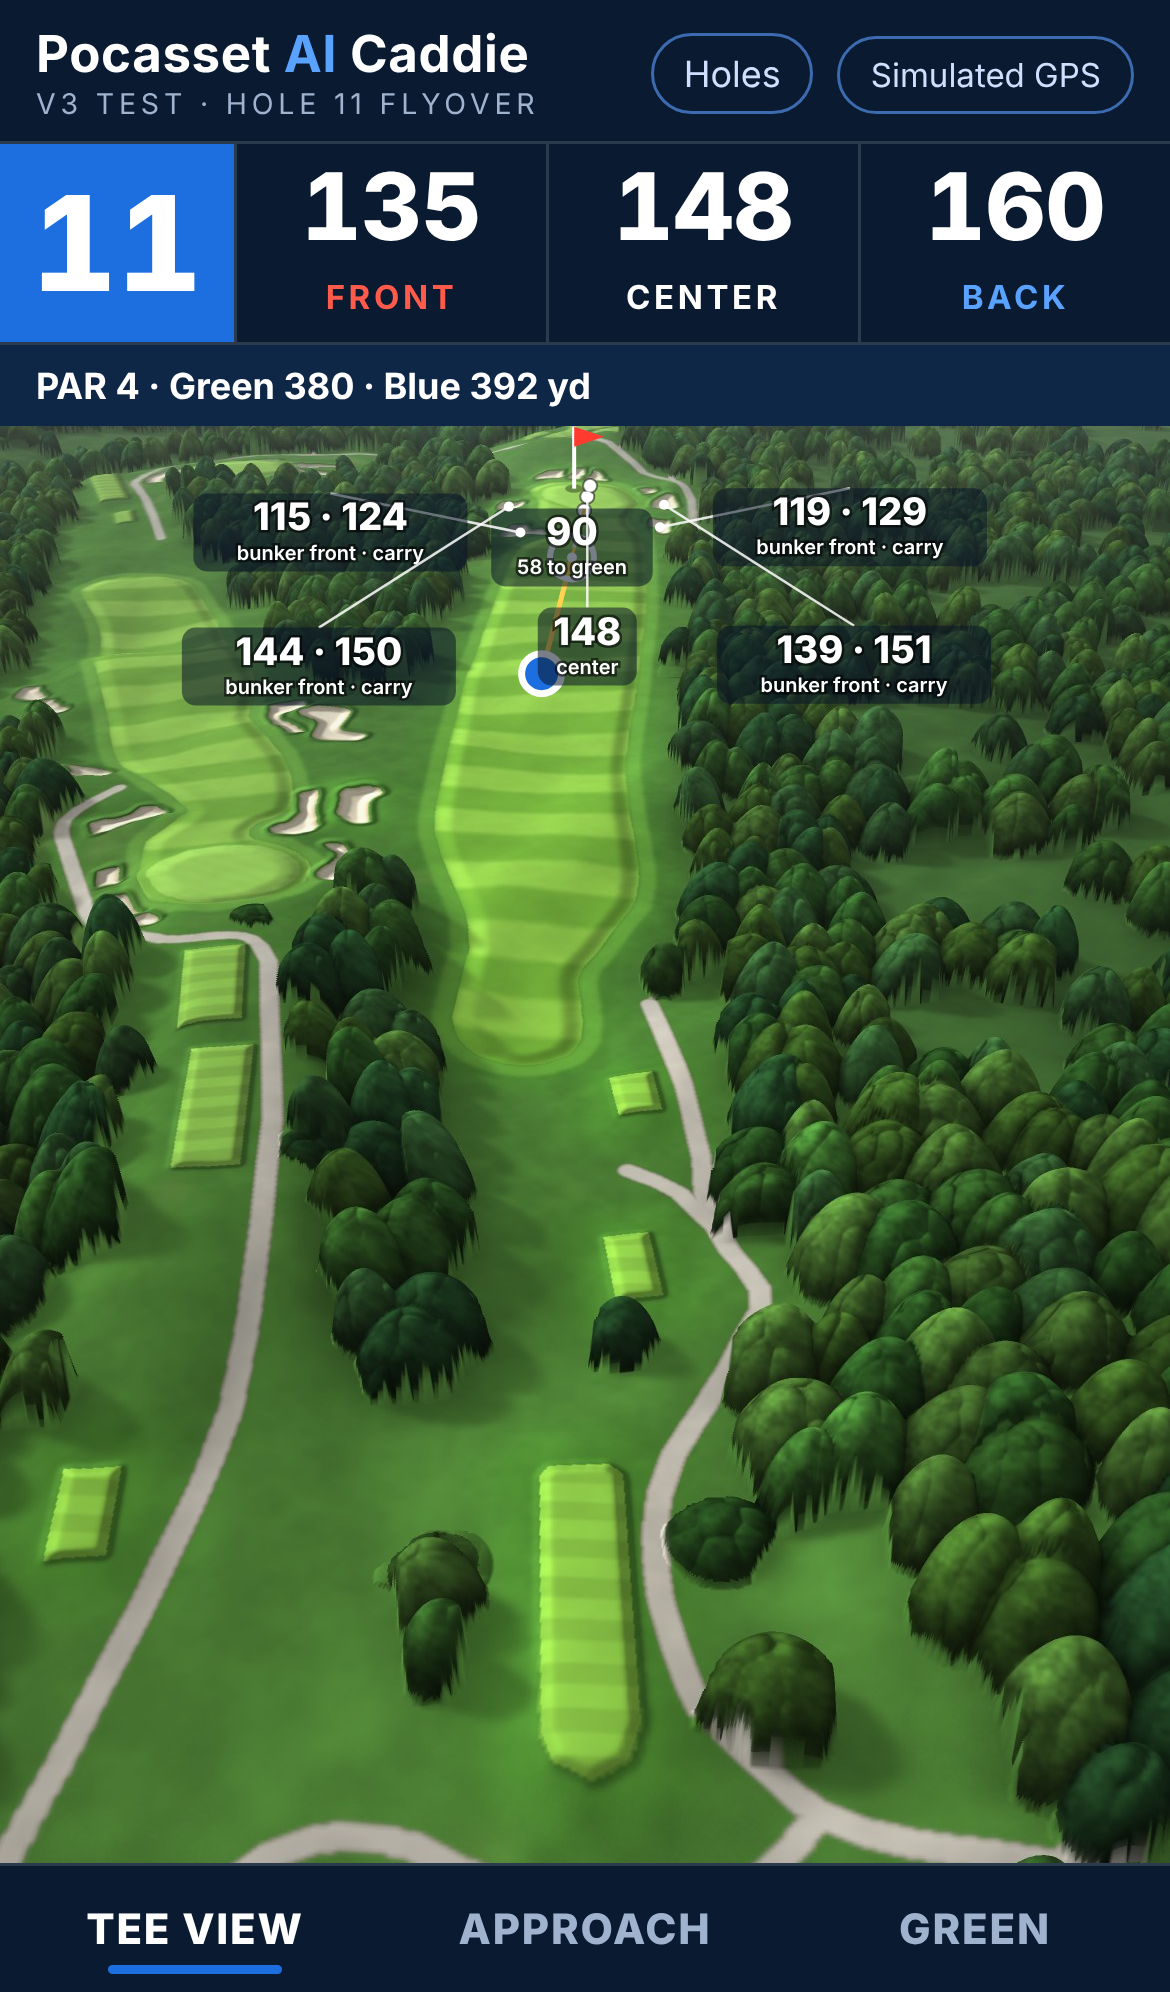 Pocasset AI Caddie
V3 TEST · HOLE 11 FLYOVER
Holes
Simulated GPS
11
135
FRONT
148
CENTER
160
BACK
PAR 4 · Green 380 · Blue 392 yd
115 · 124
bunker front · carry
90
58 to green
119 · 129
bunker front · carry
144 · 150
bunker front · carry
148
center
139 · 151
bunker front · carry
TEE VIEW
APPROACH
GREEN